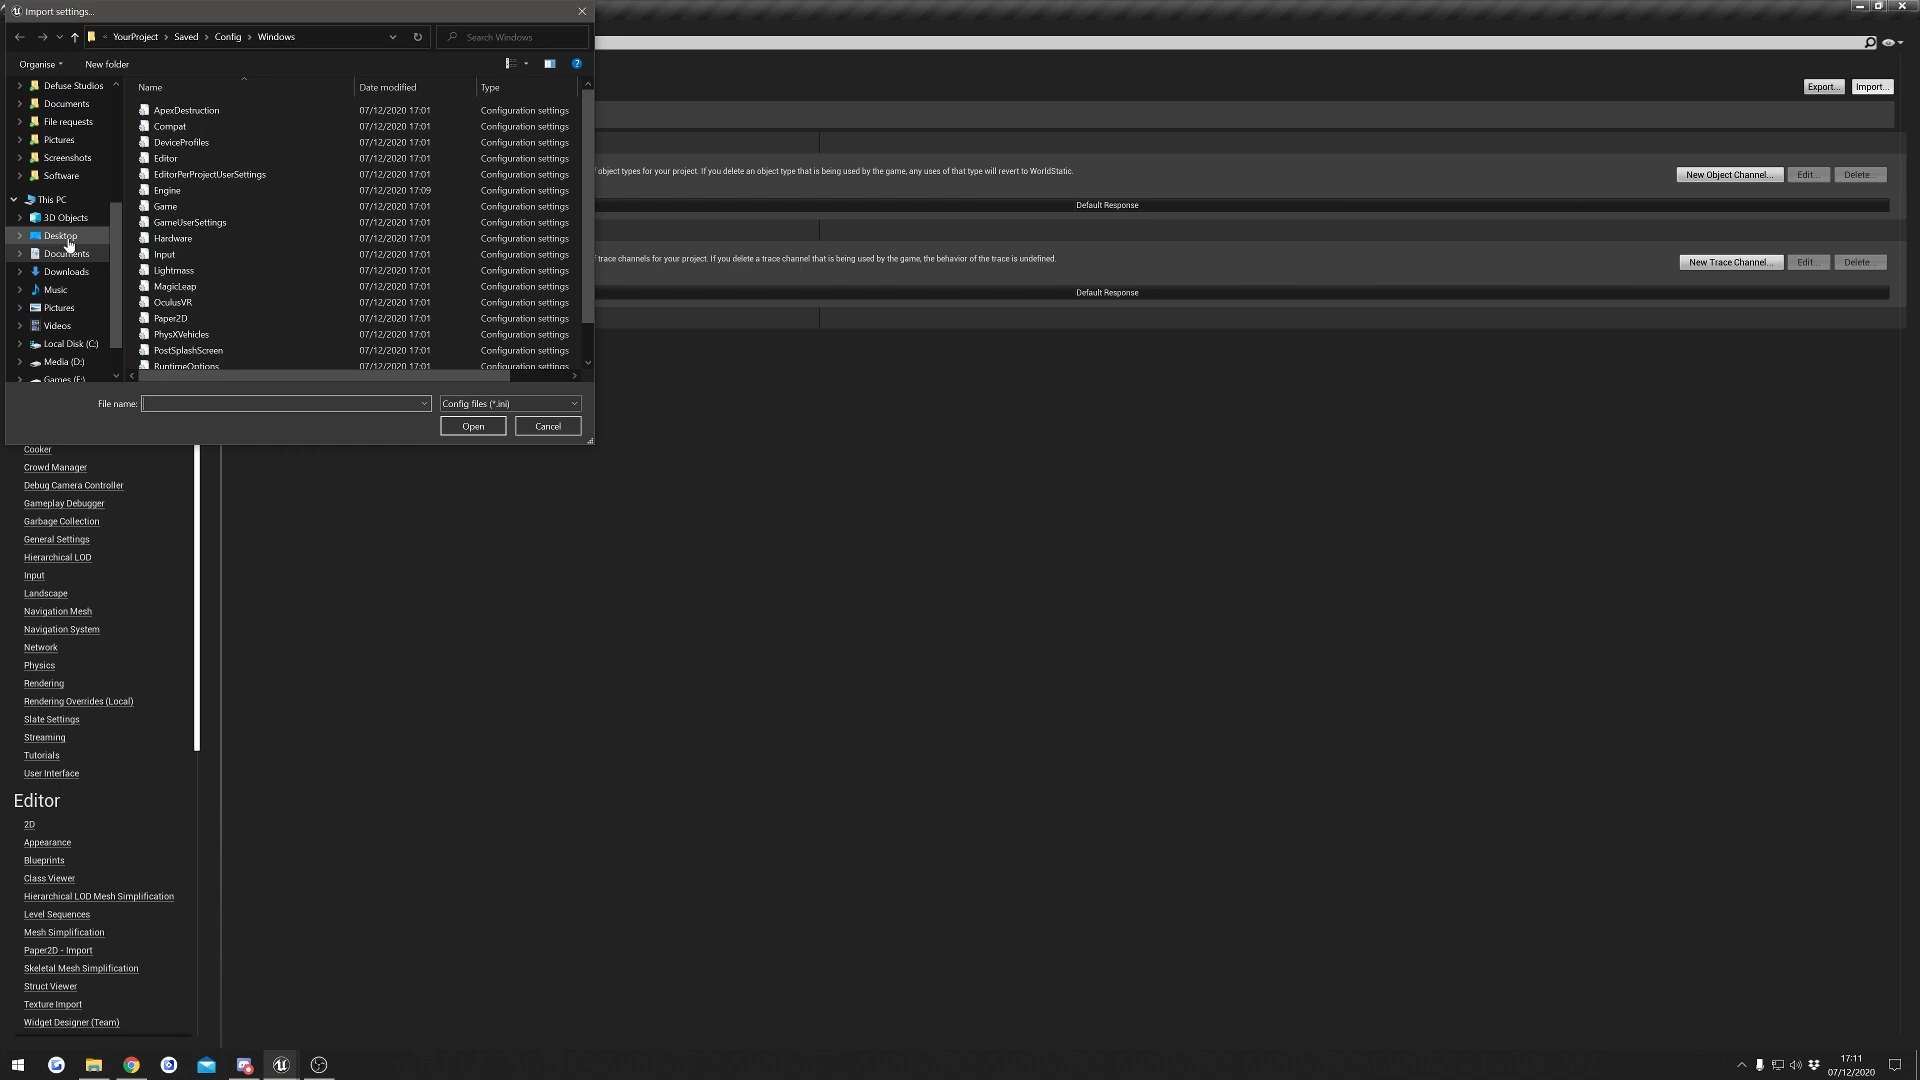 Import settings...
« YourProject › Saved › Config › Windows
Search Windows
Organise
New folder
Defuse Studios
Documents
File requests
Pictures
Screenshots
Software
This PC
3D Objects
Desktop
Documents
Downloads
Music
Pictures
Videos
Local Disk (C:)
Media (D:)
Games (F:)
Name Date modified Type
ApexDestruction 07/12/2020 17:01 Configuration settings
Compat 07/12/2020 17:01 Configuration settings
DeviceProfiles 07/12/2020 17:01 Configuration settings
Editor 07/12/2020 17:01 Configuration settings
EditorPerProjectUserSettings 07/12/2020 17:01 Configuration settings
Engine 07/12/2020 17:09 Configuration settings
Game 07/12/2020 17:01 Configuration settings
GameUserSettings 07/12/2020 17:01 Configuration settings
Hardware 07/12/2020 17:01 Configuration settings
Input 07/12/2020 17:01 Configuration settings
Lightmass 07/12/2020 17:01 Configuration settings
MagicLeap 07/12/2020 17:01 Configuration settings
OculusVR 07/12/2020 17:01 Configuration settings
Paper2D 07/12/2020 17:01 Configuration settings
PhysXVehicles 07/12/2020 17:01 Configuration settings
PostSplashScreen 07/12/2020 17:01 Configuration settings
RuntimeOptions 07/12/2020 17:01 Configuration settings
File name:
Config files (*.ini)
Open
Cancel
Export...
Import...
object types for your project. If you delete an object type that is being used by the game, any uses of that type will revert to WorldStatic.
New Object Channel...
Edit...
Delete...
Default Response
trace channels for your project. If you delete a trace channel that is being used by the game, the behavior of the trace is undefined.
New Trace Channel...
Edit...
Delete...
Default Response
Cooker
Crowd Manager
Debug Camera Controller
Gameplay Debugger
Garbage Collection
General Settings
Hierarchical LOD
Input
Landscape
Navigation Mesh
Navigation System
Network
Physics
Rendering
Rendering Overrides (Local)
Slate Settings
Streaming
Tutorials
User Interface
Editor
2D
Appearance
Blueprints
Class Viewer
Hierarchical LOD Mesh Simplification
Level Sequences
Mesh Simplification
Paper2D - Import
Skeletal Mesh Simplification
Struct Viewer
Texture Import
Widget Designer (Team)
17:11
07/12/2020